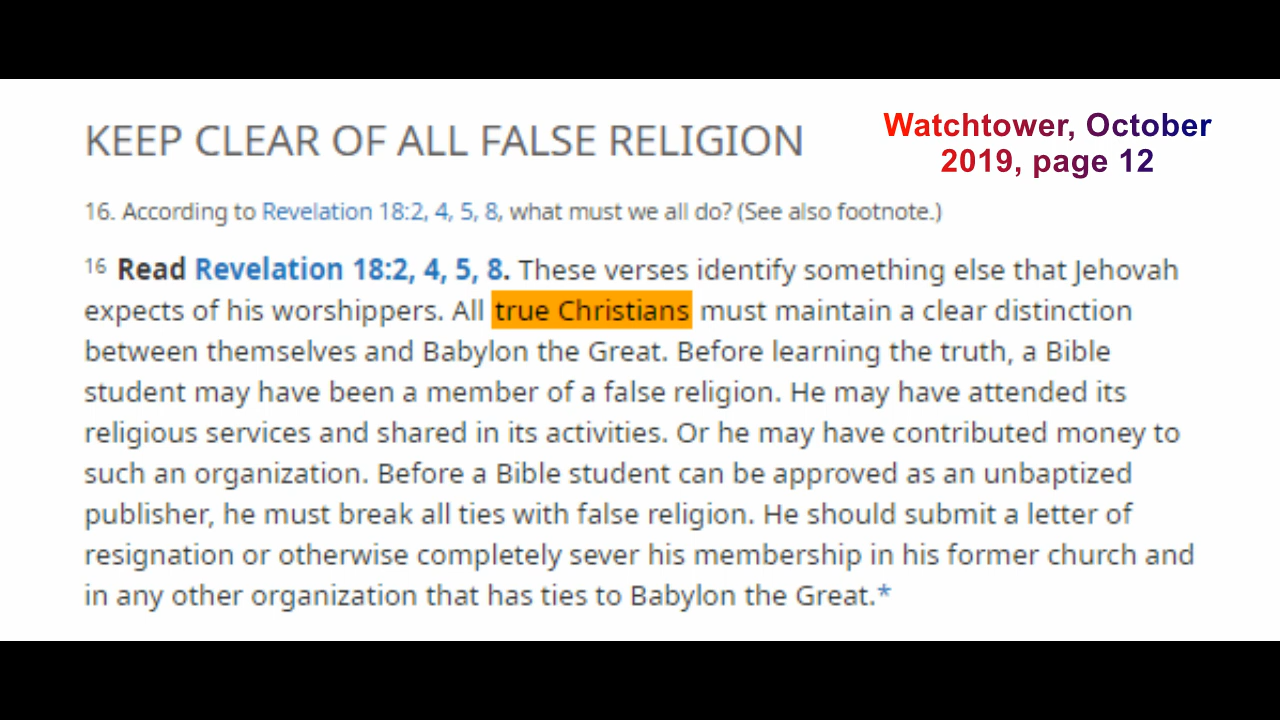 KEEP CLEAR OF ALL FALSE RELIGION
Watchtower, October
2019, page 12
16. According to Revelation 18:2, 4, 5, 8, what must we all do? (See also footnote.)
16 Read Revelation 18:2, 4, 5, 8. These verses identify something else that Jehovah
expects of his worshippers. All true Christians must maintain a clear distinction
between themselves and Babylon the Great. Before learning the truth, a Bible
student may have been a member of a false religion. He may have attended its
religious services and shared in its activities. Or he may have contributed money to
such an organization. Before a Bible student can be approved as an unbaptized
publisher, he must break all ties with false religion. He should submit a letter of
resignation or otherwise completely sever his membership in his former church and
in any other organization that has ties to Babylon the Great.*